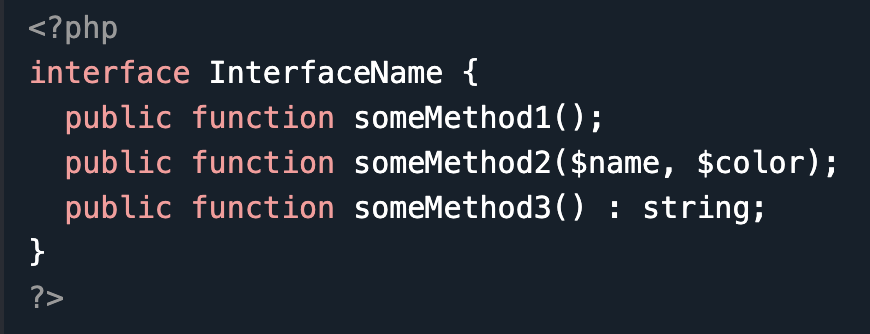 <?php
interface InterfaceName {
  public function someMethod1();
  public function someMethod2($name, $color);
  public function someMethod3() : string;
}
?>